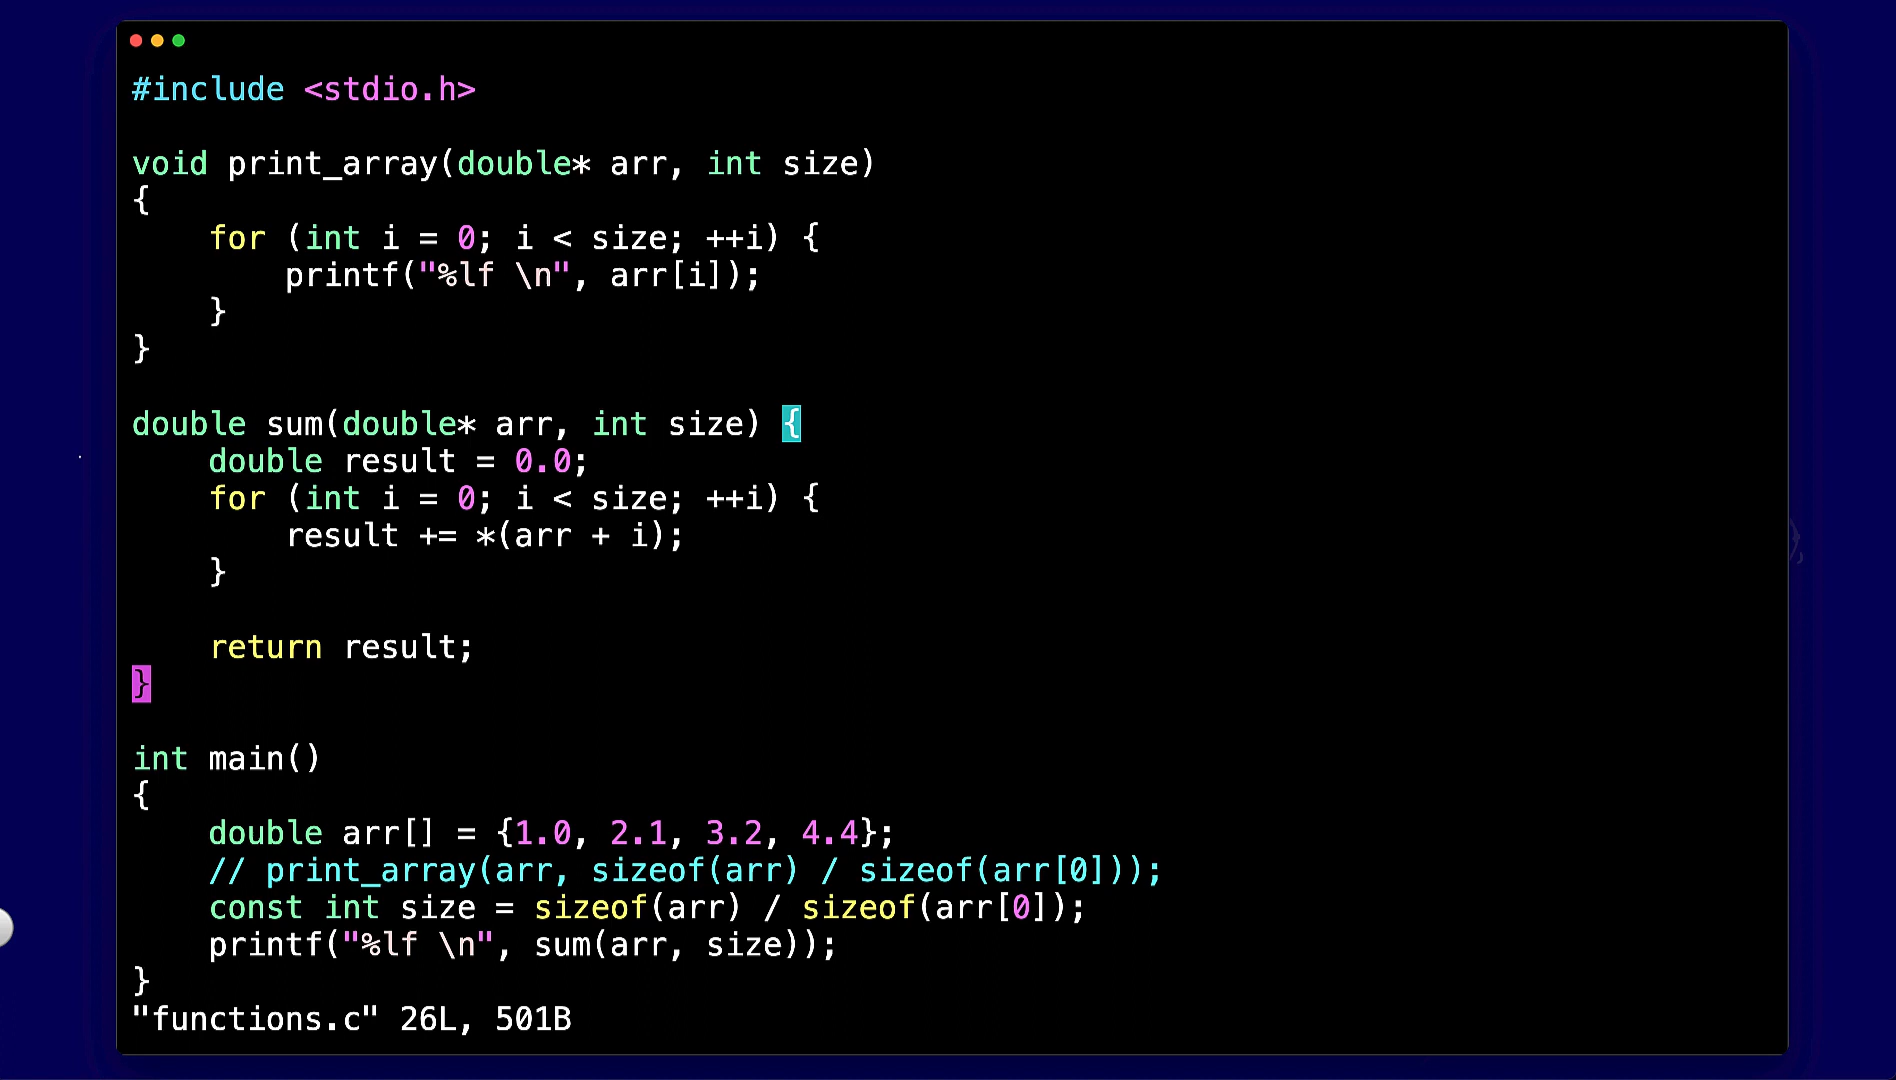 #include <stdio.h>
void print_array(double* arr, int size)
{
    for (int i = 0; i < size; ++i) {
        printf("%lf \n", arr[i]);
    }
}
double sum(double* arr, int size) {
    double result = 0.0;
    for (int i = 0; i < size; ++i) {
        result += *(arr + i);
    }
    return result;
}
int main()
{
    double arr[] = {1.0, 2.1, 3.2, 4.4};
    // print_array(arr, sizeof(arr) / sizeof(arr[0]));
    const int size = sizeof(arr) / sizeof(arr[0]);
    printf("%lf \n", sum(arr, size));
}
"functions.c" 26L, 501B